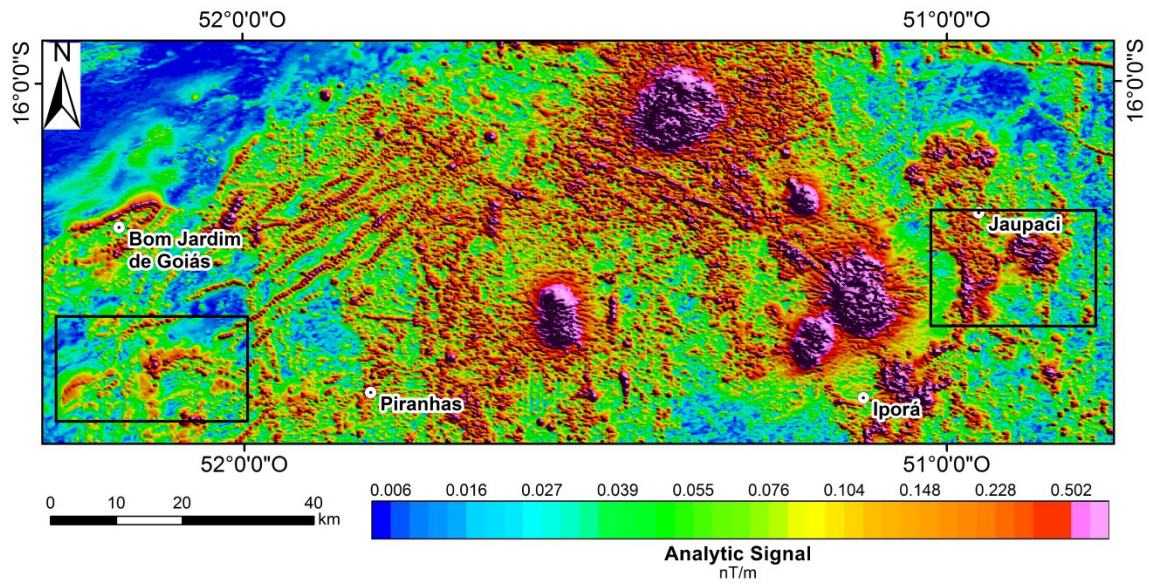 52°0'0"O
51°0'0"O
16°0'0"S
16°0'0"S
N
Bom Jardim
de Goiás
Jaupaci
Piranhas
Iporá
52°0'0"O
51°0'0"O
0 10 20 40
km
0.006 0.016 0.027 0.039 0.055 0.076 0.104 0.148 0.228 0.502
Analytic Signal
nT/m